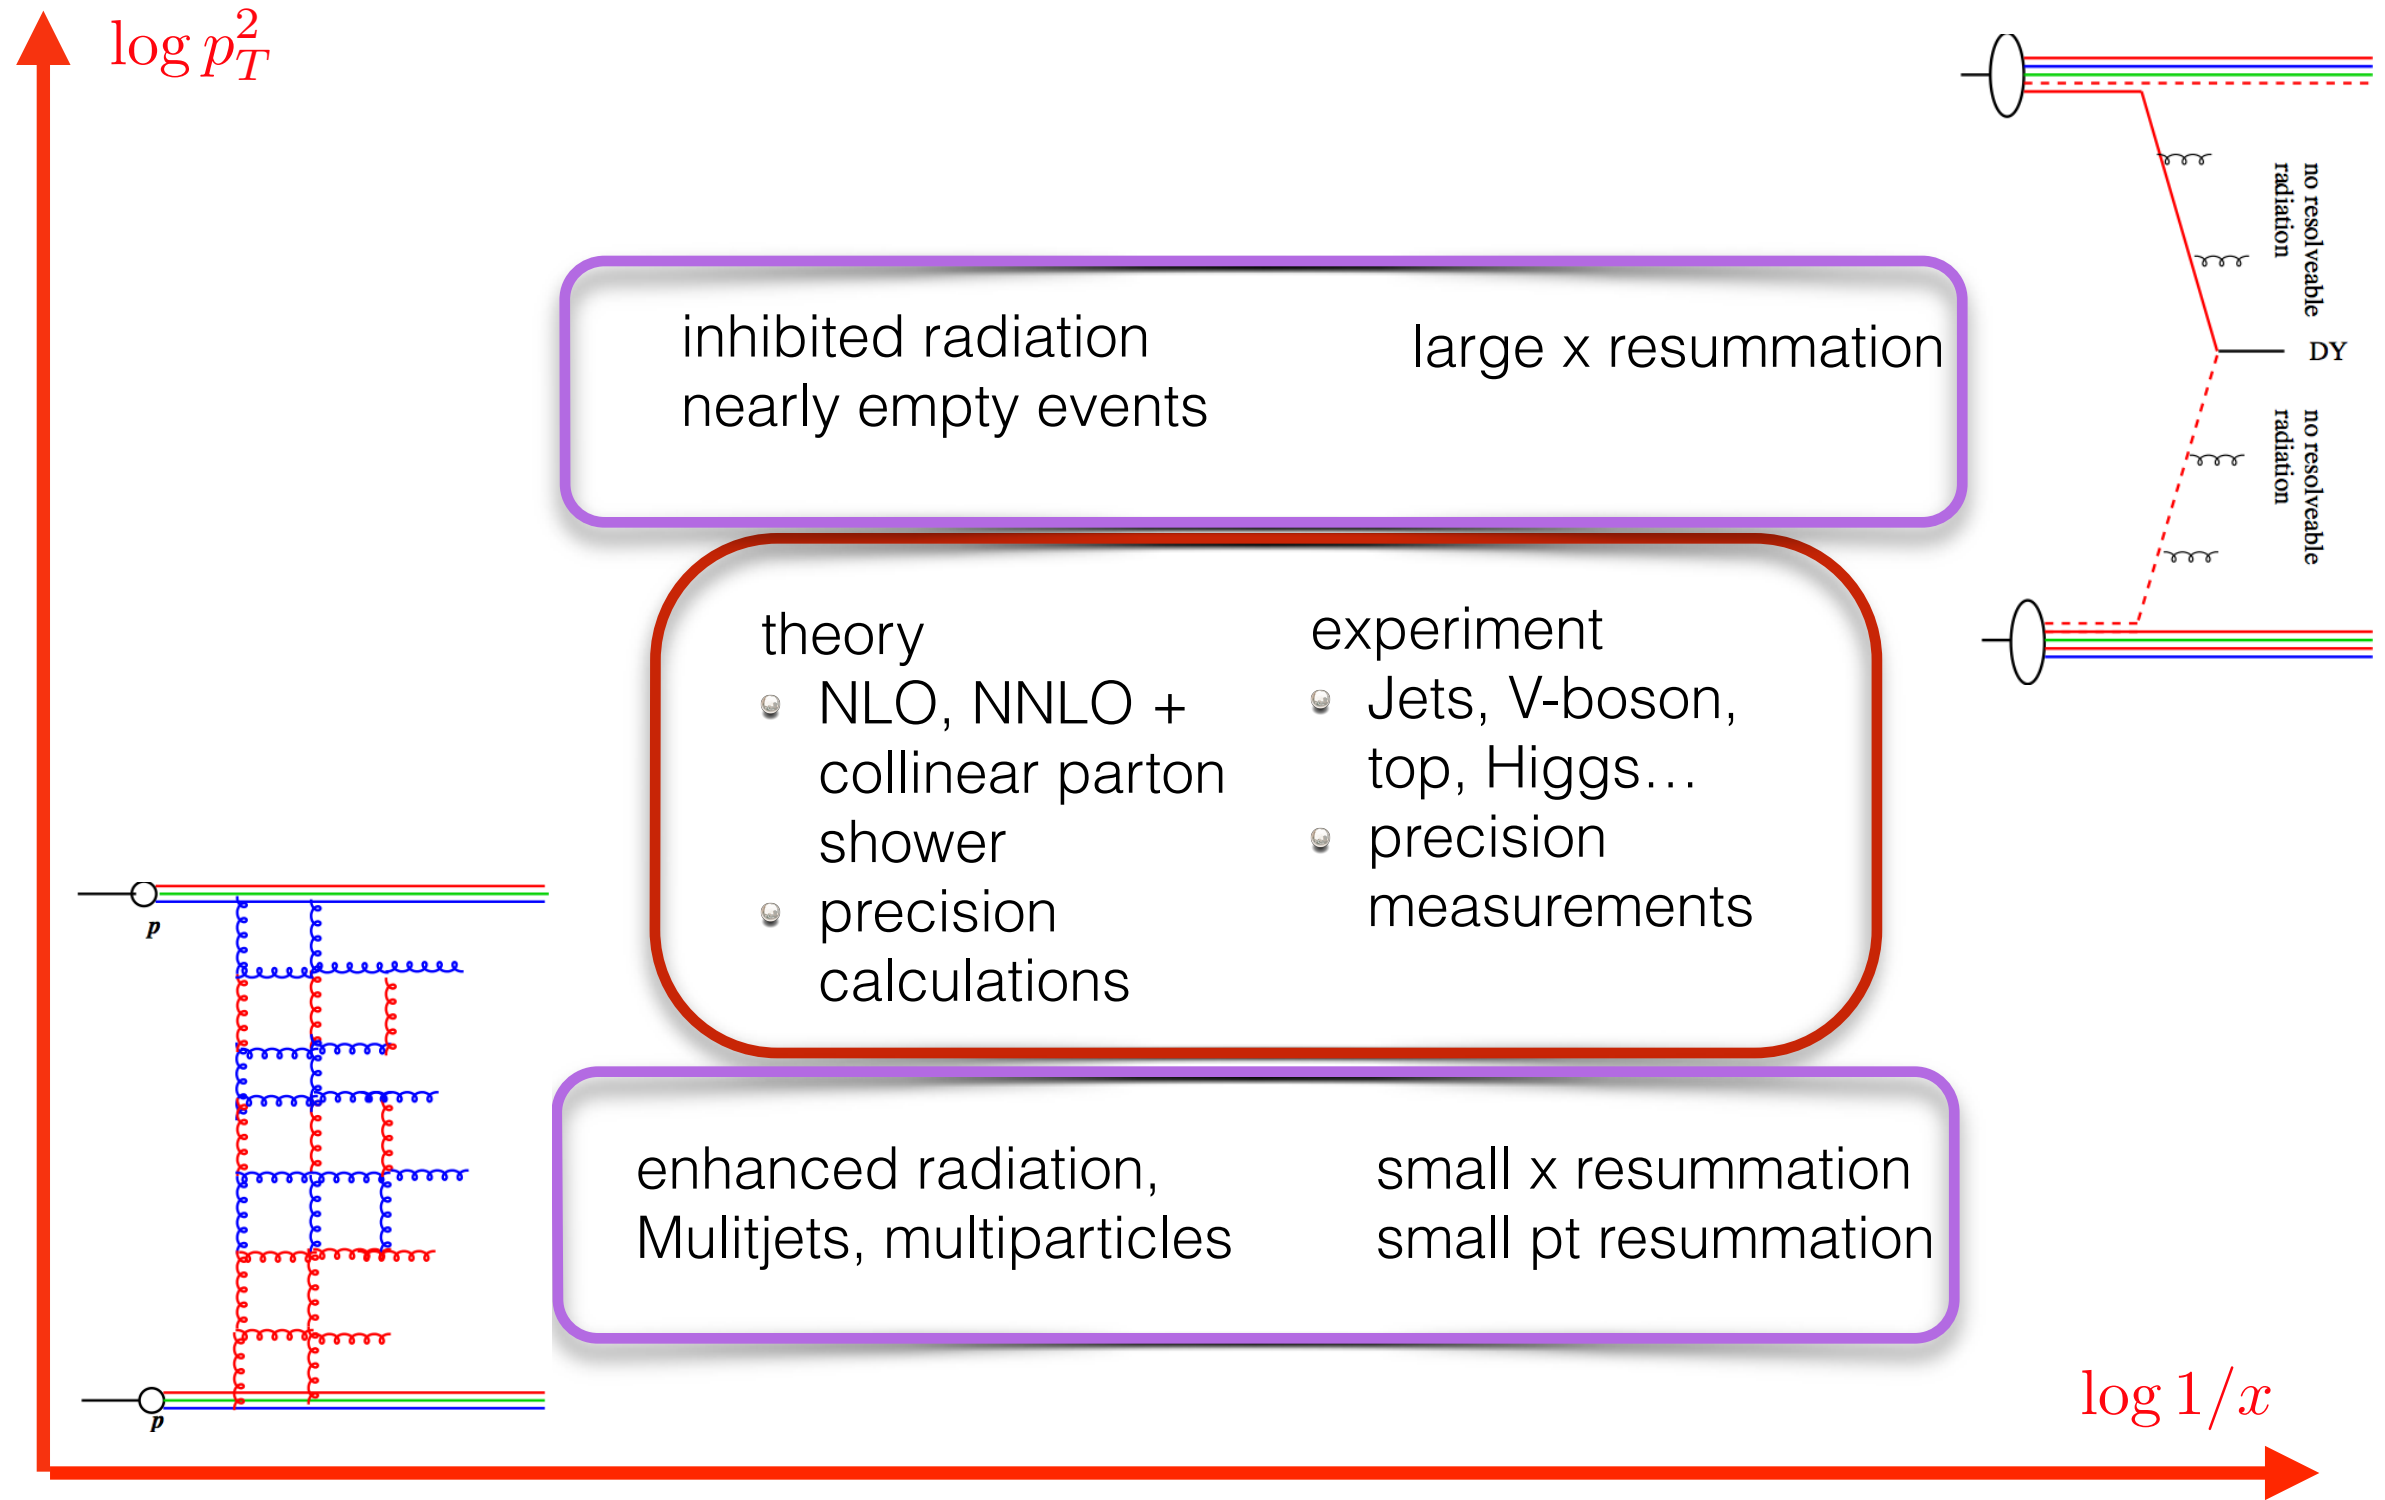 log p_T^2
no resolveable
radiation
DY
no resolveable
radiation
inhibited radiation
nearly empty events
large x resummation
theory
NLO, NNLO +
collinear parton
shower
precision
calculations
experiment
Jets, V-boson,
top, Higgs…
precision
measurements
p
p
enhanced radiation,
Mulitjets, multiparticles
small x resummation
small pt resummation
log 1/x